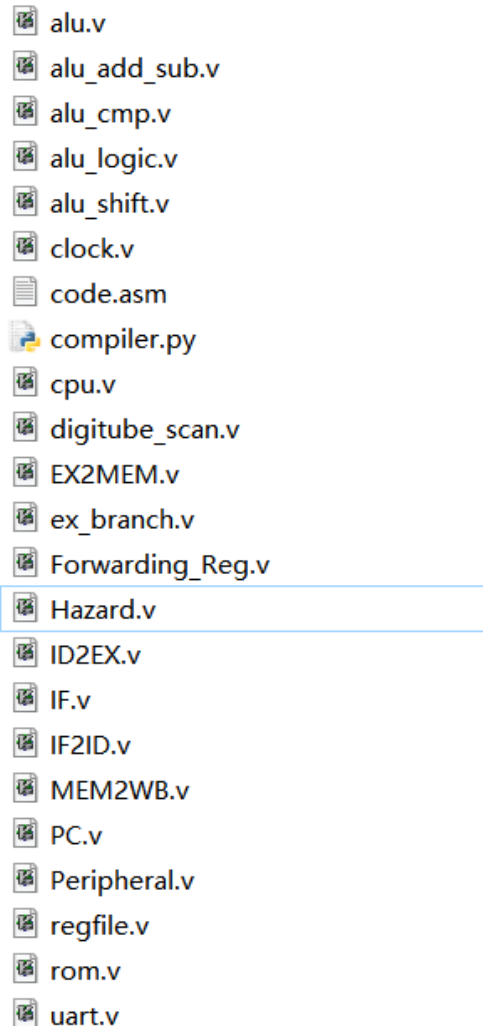 alu.v
alu_add_sub.v
alu_cmp.v
alu_logic.v
alu_shift.v
clock.v
code.asm
compiler.py
cpu.v
digitube_scan.v
EX2MEM.v
ex_branch.v
Forwarding_Reg.v
Hazard.v
ID2EX.v
IF.v
IF2ID.v
MEM2WB.v
PC.v
Peripheral.v
regfile.v
rom.v
uart.v